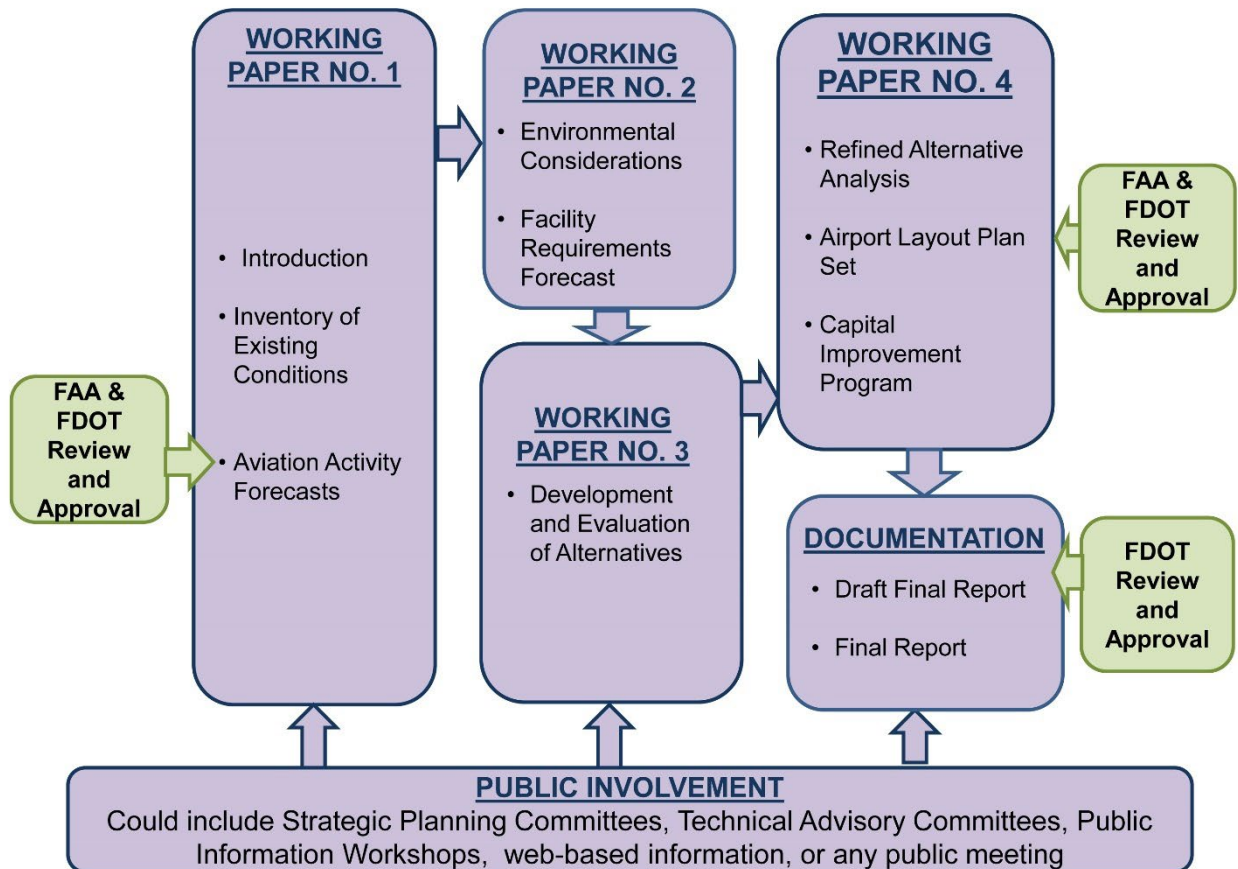 WORKING
PAPER NO. 1
• Introduction
• Inventory of
Existing
Conditions
• Aviation Activity
Forecasts
FAA &
FDOT
Review
and
Approval
WORKING
PAPER NO. 2
• Environmental
Considerations
• Facility
Requirements
Forecast
WORKING
PAPER NO. 3
• Development
and Evaluation
of Alternatives
WORKING
PAPER NO. 4
• Refined Alternative
Analysis
• Airport Layout Plan
Set
• Capital
Improvement
Program
FAA &
FDOT
Review
and
Approval
DOCUMENTATION
• Draft Final Report
• Final Report
FDOT
Review
and
Approval
PUBLIC INVOLVEMENT
Could include Strategic Planning Committees, Technical Advisory Committees, Public
Information Workshops, web-based information, or any public meeting